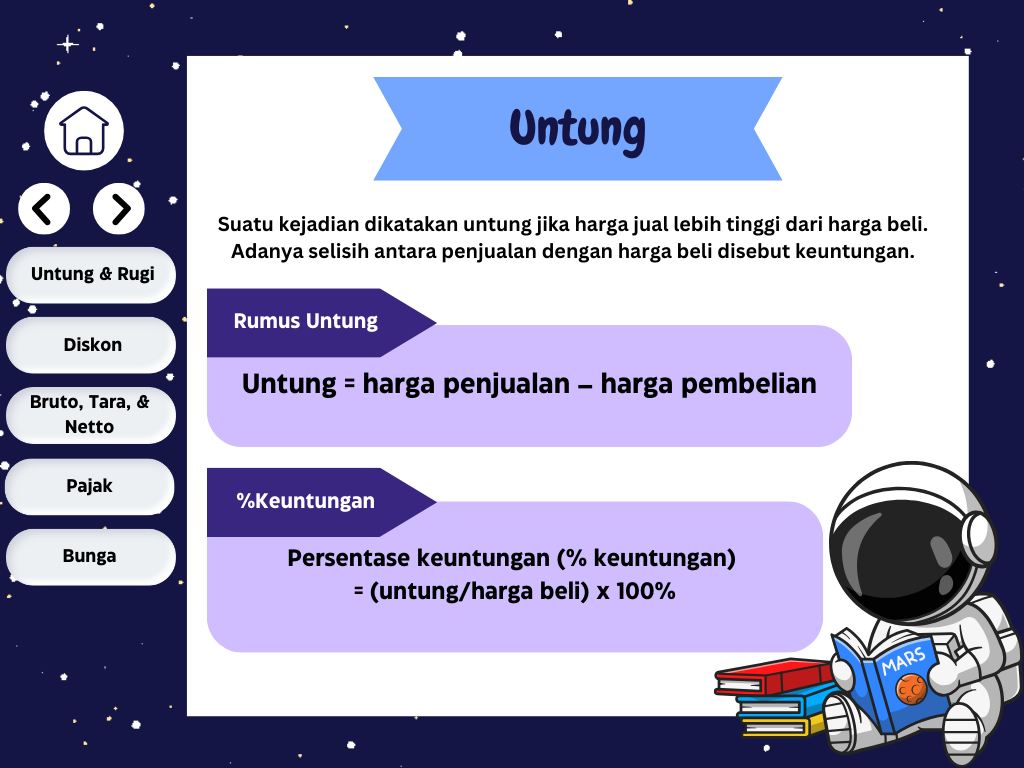 Untung
Suatu kejadian dikatakan untung jika harga jual lebih tinggi dari harga beli.
Adanya selisih antara penjualan dengan harga beli disebut keuntungan.
Untung & Rugi
Diskon
Bruto, Tara, &
Netto
Pajak
Bunga
Rumus Untung
Untung = harga penjualan – harga pembelian
%Keuntungan
Persentase keuntungan (% keuntungan)
= (untung/harga beli) x 100%
MARS